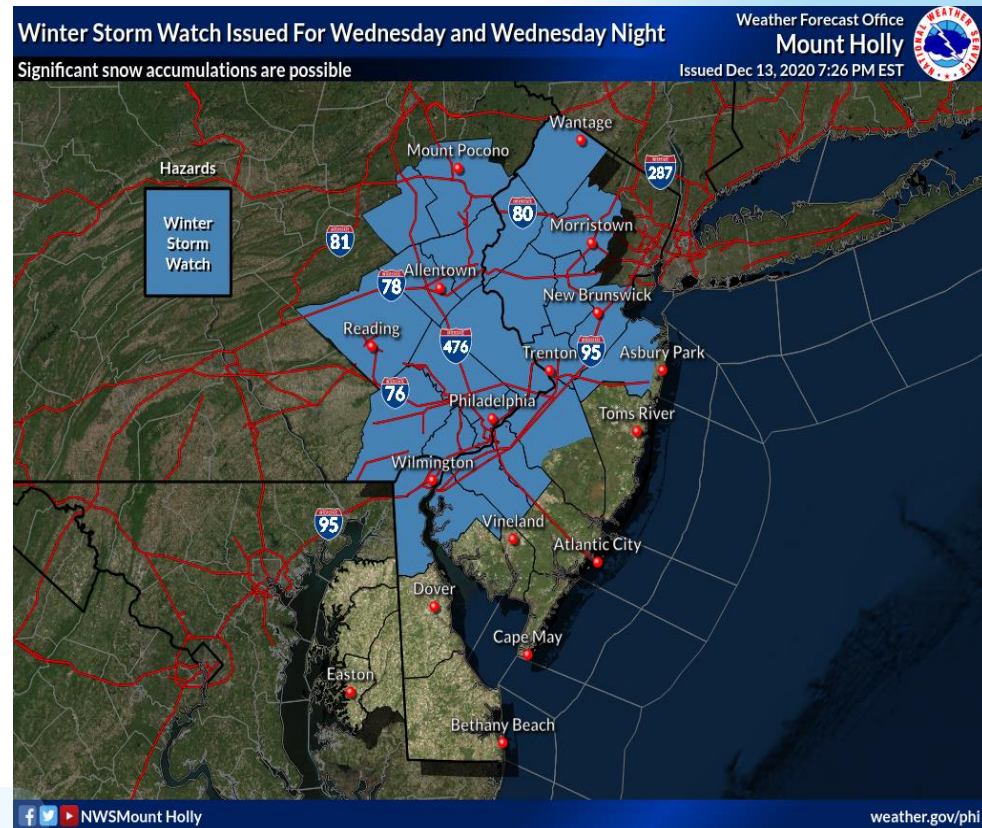 Winter Storm Watch Issued For Wednesday and Wednesday Night
Significant snow accumulations are possible
Weather Forecast Office
Mount Holly
Issued Dec 13, 2020 7:26 PM EST
NATIONAL WEATHER SERVICE
Hazards
Winter
Storm
Watch
Wantage
Mount Pocono
287
80
81
Morristown
Allentown
78
New Brunswick
Reading
476
Trenton
95
Asbury Park
76
Philadelphia
Toms River
Wilmington
95
Vineland
Atlantic City
Dover
Cape May
Easton
Bethany Beach
NWSMount Holly
weather.gov/phi